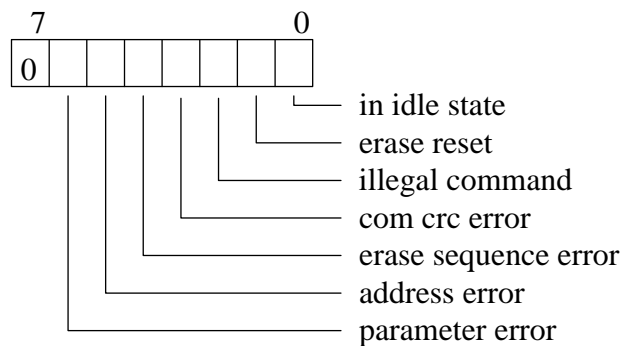 7 0
0
in idle state
erase reset
illegal command
com crc error
erase sequence error
address error
parameter error